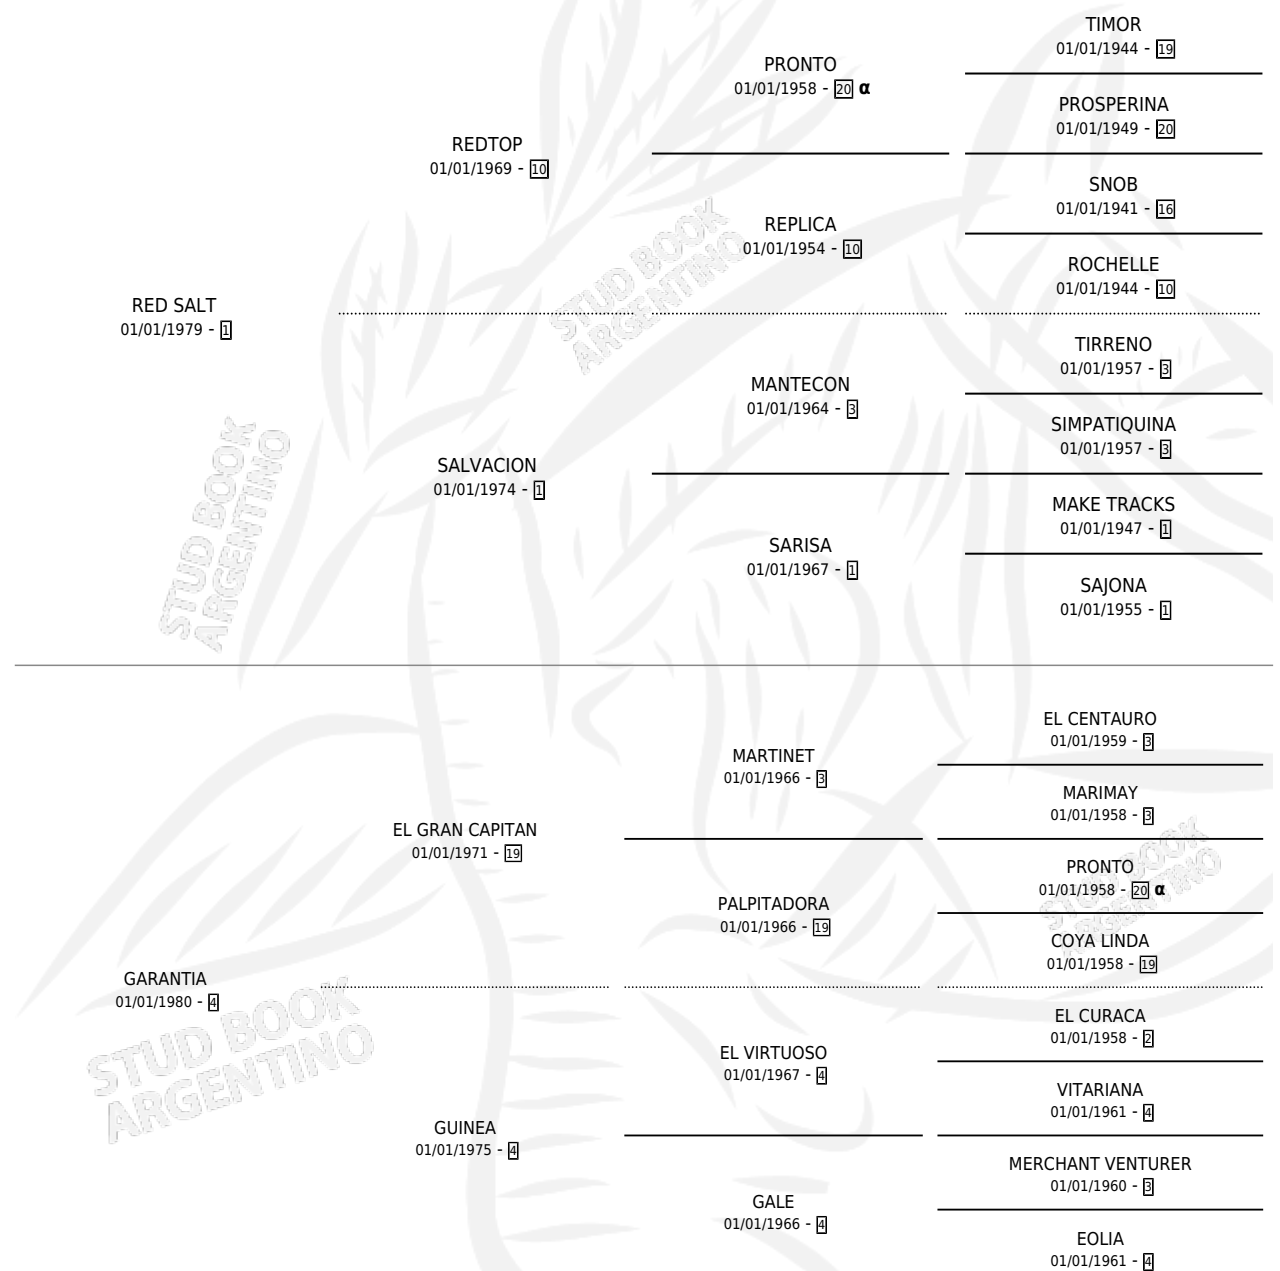 TIMOR
01/01/1944 - 19
PRONTO
01/01/1958 - 20 α
PROSPERINA
01/01/1949 - 20
REDTOP
01/01/1969 - 10
SNOB
01/01/1941 - 16
REPLICA
01/01/1954 - 10
ROCHELLE
01/01/1944 - 10
RED SALT
01/01/1979 - 1
TIRRENO
01/01/1957 - 3
MANTECON
01/01/1964 - 3
SIMPATIQUINA
01/01/1957 - 3
SALVACION
01/01/1974 - 1
MAKE TRACKS
01/01/1947 - 1
SARISA
01/01/1967 - 1
SAJONA
01/01/1955 - 1
STUD BOOK
ARGENTINO
STUD BOOK
ARGENTINO
EL CENTAURO
01/01/1959 - 3
MARTINET
01/01/1966 - 3
MARIMAY
01/01/1958 - 3
EL GRAN CAPITAN
01/01/1971 - 19
PRONTO
01/01/1958 - 20 α
PALPITADORA
01/01/1966 - 19
COYA LINDA
01/01/1958 - 19
GARANTIA
01/01/1980 - 4
EL CURACA
01/01/1958 - 2
EL VIRTUOSO
01/01/1967 - 4
VITARIANA
01/01/1961 - 4
GUINEA
01/01/1975 - 4
MERCHANT VENTURER
01/01/1960 - 3
GALE
01/01/1966 - 4
EOLIA
01/01/1961 - 4
STUD BOOK
ARGENTINO
STUD BOOK
ARGENTINO